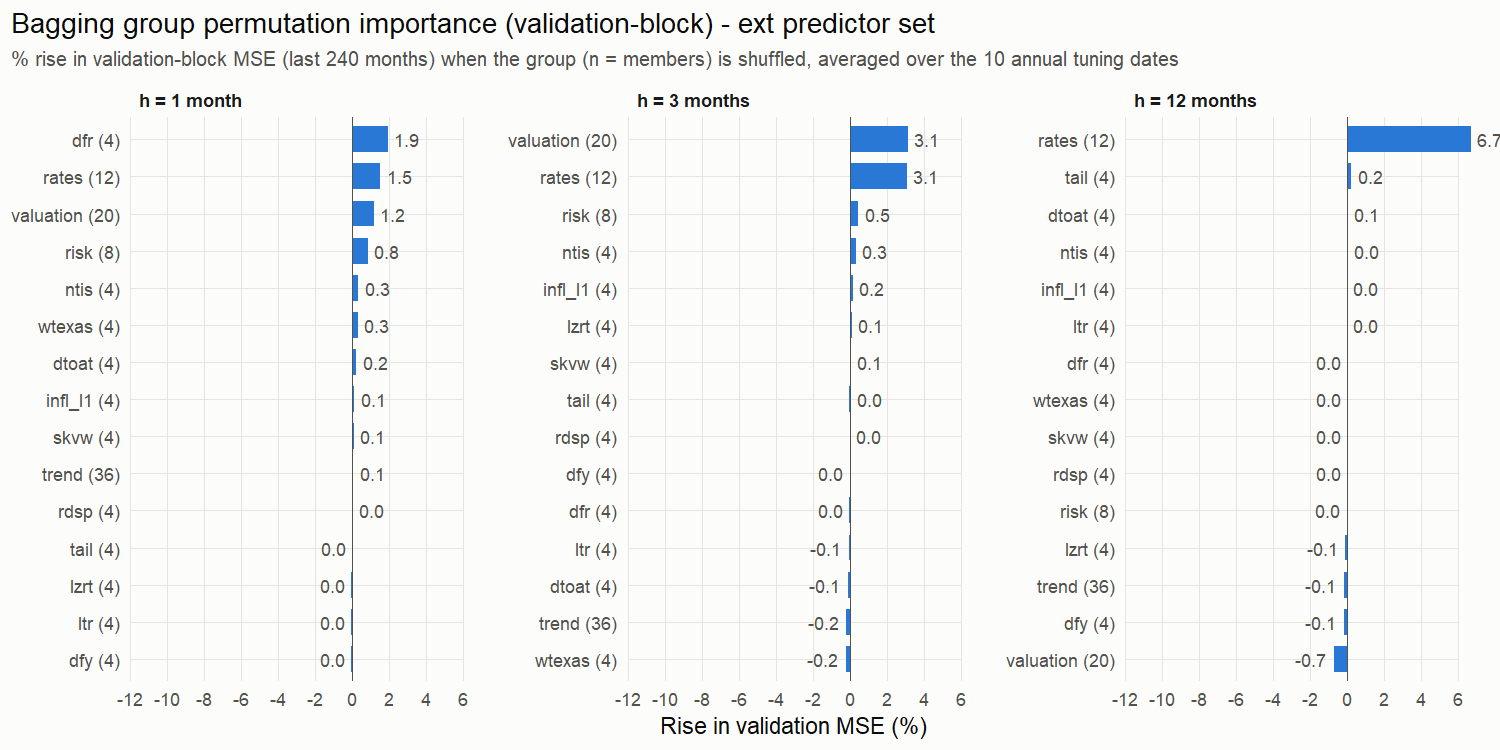 Bagging group permutation importance (validation-block) - ext predictor set
% rise in validation-block MSE (last 240 months) when the group (n = members) is shuffled, averaged over the 10 annual tuning dates
h = 1 month
dfr (4) 1.9
rates (12) 1.5
valuation (20) 1.2
risk (8) 0.8
ntis (4) 0.3
wtexas (4) 0.3
dtoat (4) 0.2
infl_l1 (4) 0.1
skvw (4) 0.1
trend (36) 0.1
rdsp (4) 0.0
tail (4) 0.0
lzrt (4) 0.0
ltr (4) 0.0
dfy (4) 0.0
-12 -10 -8 -6 -4 -2 0 2 4 6
h = 3 months
valuation (20) 3.1
rates (12) 3.1
risk (8) 0.5
ntis (4) 0.3
infl_l1 (4) 0.2
lzrt (4) 0.1
skvw (4) 0.1
tail (4) 0.0
rdsp (4) 0.0
dfy (4) 0.0
dfr (4) 0.0
ltr (4) -0.1
dtoat (4) -0.1
trend (36) -0.2
wtexas (4) -0.2
-12 -10 -8 -6 -4 -2 0 2 4 6
h = 12 months
rates (12) 6.7
tail (4) 0.2
dtoat (4) 0.1
ntis (4) 0.0
infl_l1 (4) 0.0
ltr (4) 0.0
dfr (4) 0.0
wtexas (4) 0.0
skvw (4) 0.0
rdsp (4) 0.0
risk (8) 0.0
lzrt (4) -0.1
trend (36) -0.1
dfy (4) -0.1
valuation (20) -0.7
-12 -10 -8 -6 -4 -2 0 2 4 6
Rise in validation MSE (%)